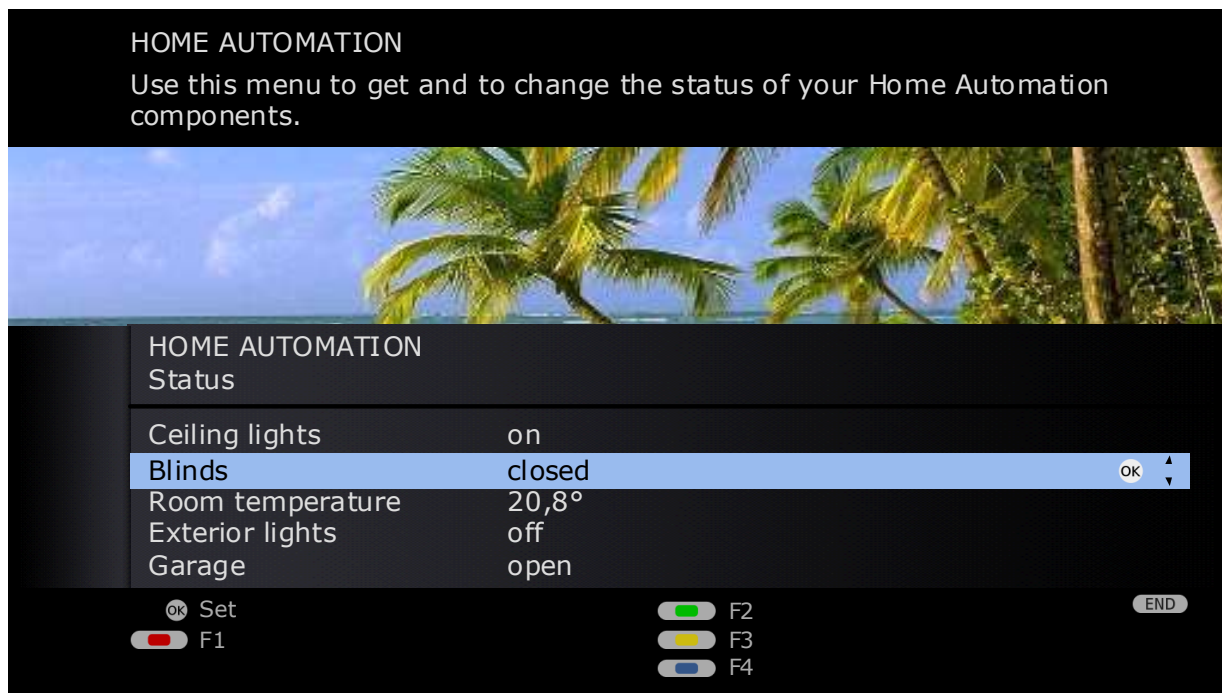 HOME AUTOMATION
Use this menu to get and to change the status of your Home Automation
components.
HOME AUTOMATION
Status
Ceiling lights on
Blinds closed OK
Room temperature 20,8°
Exterior lights off
Garage open
OK Set
F1
F2
F3
F4
END